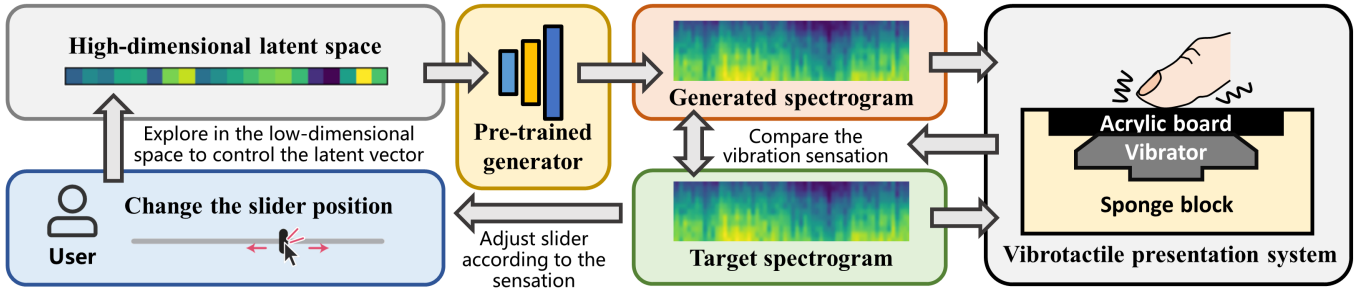 High-dimensional latent space
Explore in the low-dimensional
space to control the latent vector
User
Change the slider position
Pre-trained
generator
Adjust slider
according to the
sensation
Generated spectrogram
Compare the
vibration sensation
Target spectrogram
Acrylic board
Vibrator
Sponge block
Vibrotactile presentation system